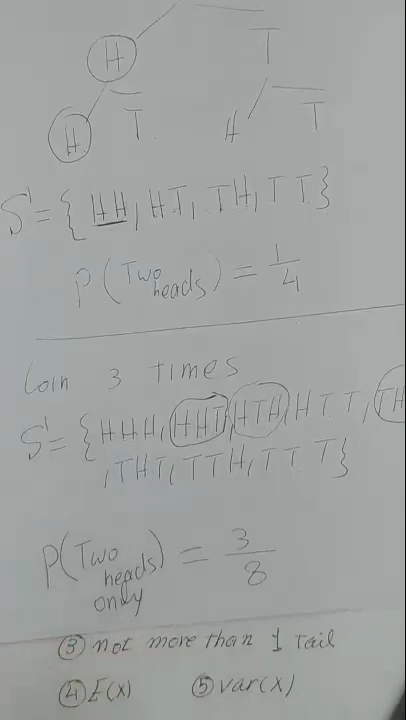 H T
H T H T
S = { HH, HT, TH, TT }
P(Two heads) = 1/4
Coin 3 times
S = { HHH, HHT, HTH, HTT, TH
, THT, TTH, TTT }
P(Two heads only) = 3/8
③ not more than 1 tail
④ E(X) ⑤ var(X)